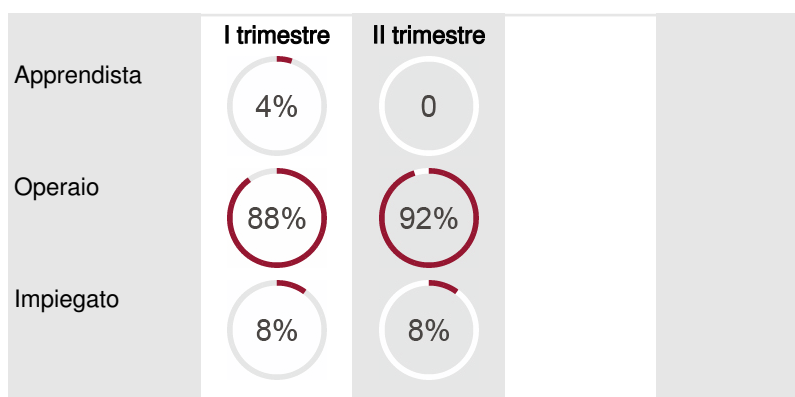 I trimestre II trimestre
Apprendista 4% 0
Operaio 88% 92%
Impiegato 8% 8%